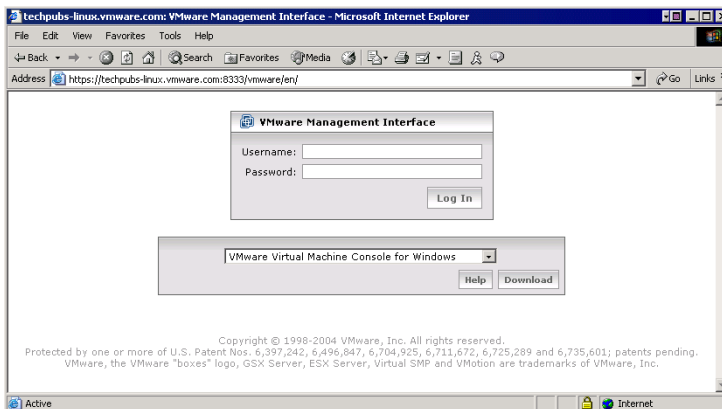 techpubs-linux.vmware.com: VMware Management Interface - Microsoft Internet Explorer
File Edit View Favorites Tools Help
Back Search Favorites Media
Address https://techpubs-linux.vmware.com:8333/vmware/en/ Go Links
VMware Management Interface
Username:
Password:
Log In
VMware Virtual Machine Console for Windows
Help Download
Copyright © 1998-2004 VMware, Inc. All rights reserved.
Protected by one or more of U.S. Patent Nos. 6,397,242, 6,496,847, 6,704,925, 6,711,672, 6,725,289 and 6,735,601; patents pending.
VMware, the VMware "boxes" logo, GSX Server, ESX Server, Virtual SMP and VMotion are trademarks of VMware, Inc.
Active Internet